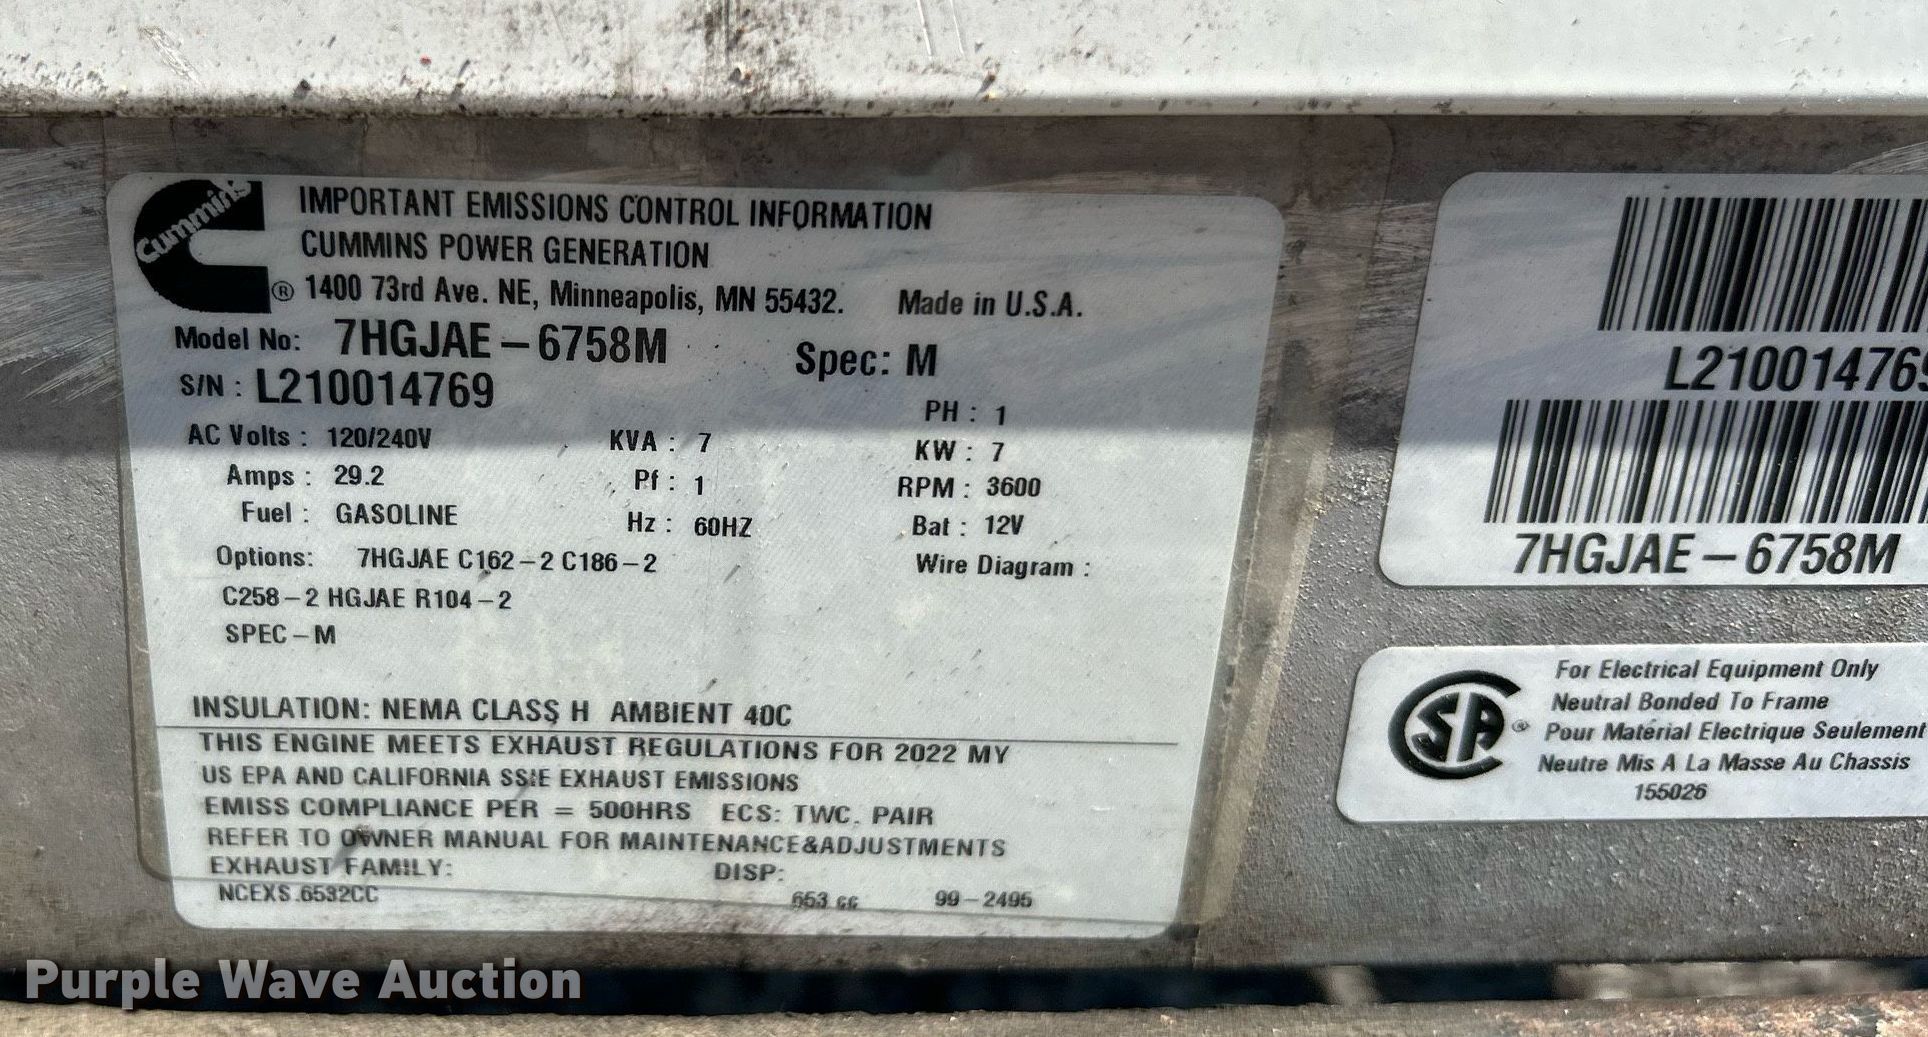 Cummins
®
IMPORTANT EMISSIONS CONTROL INFORMATION
CUMMINS POWER GENERATION
1400 73rd Ave. NE, Minneapolis, MN 55432. Made in U.S.A.
Model No: 7HGJAE-6758M Spec: M
S/N : L210014769
PH : 1
AC Volts : 120/240V KVA : 7 KW : 7
Amps : 29.2 Pf : 1 RPM : 3600
Fuel : GASOLINE Hz : 60HZ Bat : 12V
Options: 7HGJAE C162-2 C186-2 Wire Diagram :
C258-2 HGJAE R104-2
SPEC-M
INSULATION: NEMA CLASS H AMBIENT 40C
THIS ENGINE MEETS EXHAUST REGULATIONS FOR 2022 MY
US EPA AND CALIFORNIA SSIE EXHAUST EMISSIONS
EMISS COMPLIANCE PER = 500HRS ECS: TWC. PAIR
REFER TO OWNER MANUAL FOR MAINTENANCE&ADJUSTMENTS
EXHAUST FAMILY: DISP:
NCEXS.6532CC 653 cc 99-2495
L21001476
7HGJAE-6758M
SA®
For Electrical Equipment Only
Neutral Bonded To Frame
Pour Matérial Electrique Seulement
Neutre Mis A La Masse Au Chassis
155026
Purple Wave Auction